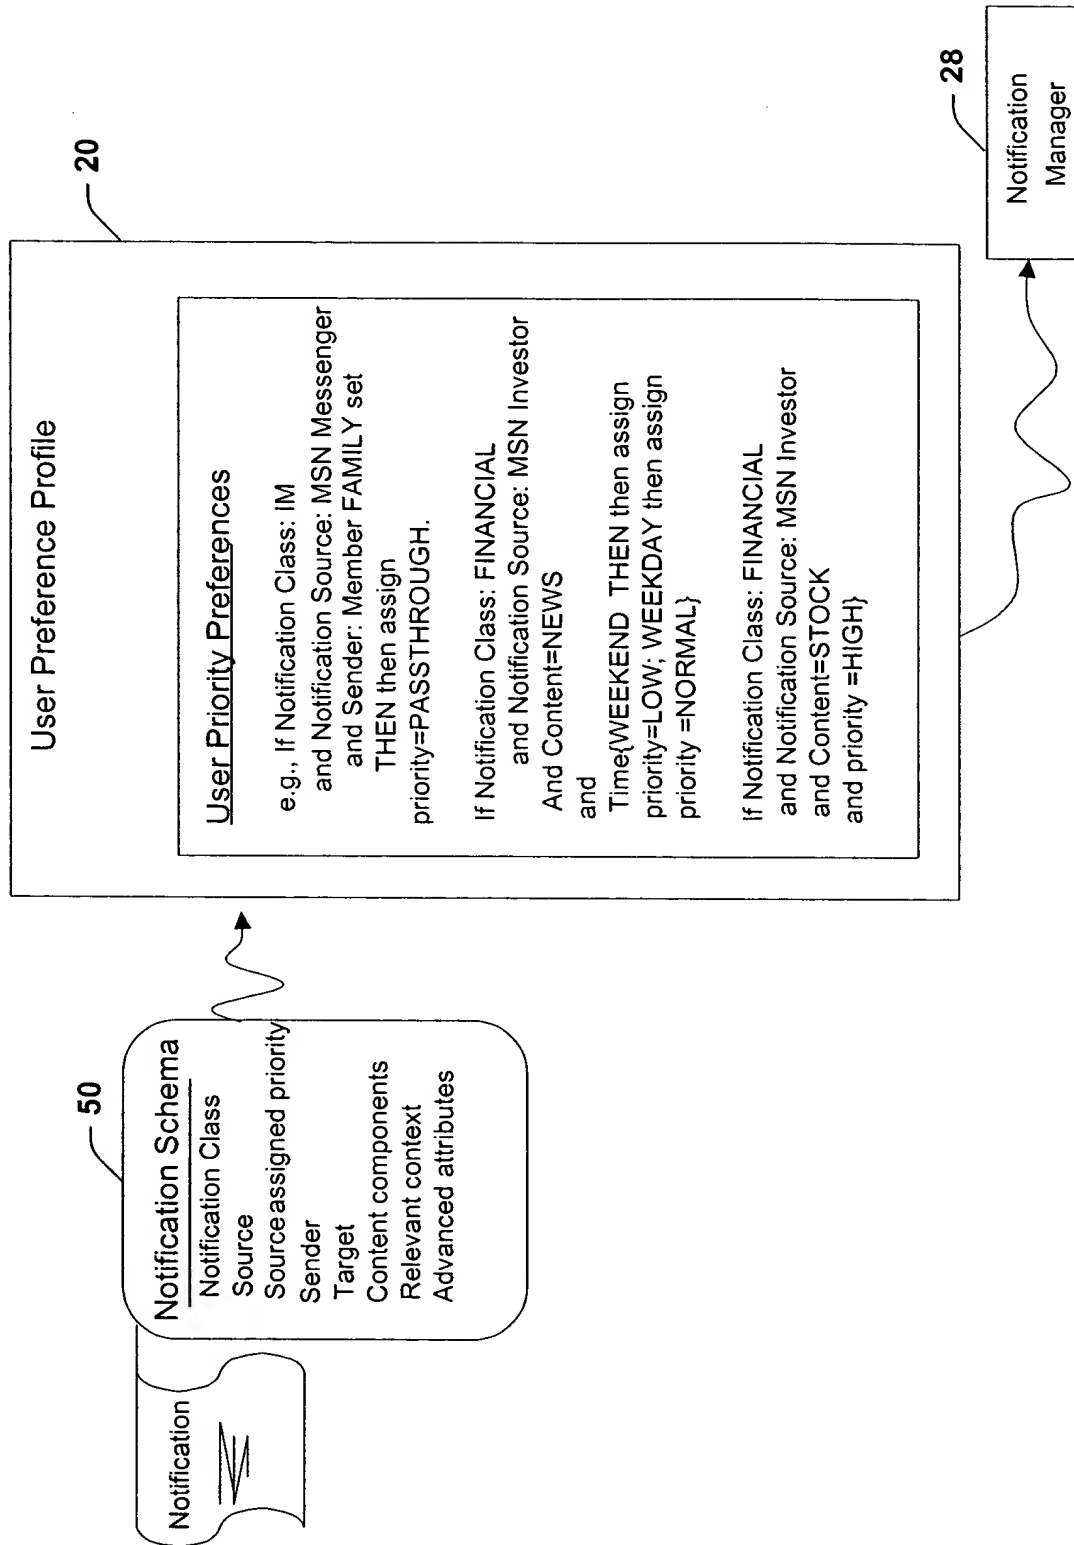 User Preference Profile
20
User Priority Preferences
e.g., If Notification Class: IM
and Notification Source: MSN Messenger
and Sender: Member FAMILY set
THEN then assign
priority=PASSTHROUGH.
If Notification Class: FINANCIAL
and Notification Source: MSN Investor
And Content=NEWS
and
Time{WEEKEND THEN then assign
priority=LOW; WEEKDAY then assign
priority =NORMAL}
If Notification Class: FINANCIAL
and Notification Source: MSN Investor
and Content=STOCK
and priority =HIGH}
50
Notification Schema
Notification Class
Source
Source assigned priority
Sender
Target
Content components
Relevant context
Advanced attributes
Notification
28
Notification
Manager